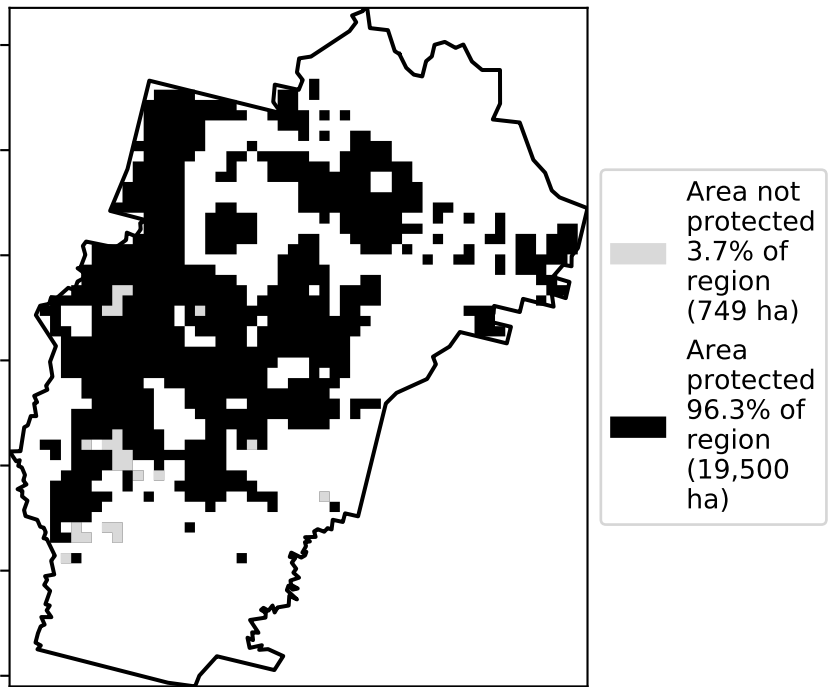 Area not
protected
3.7% of
region
(749 ha)
Area
protected
96.3% of
region
(19,500
ha)